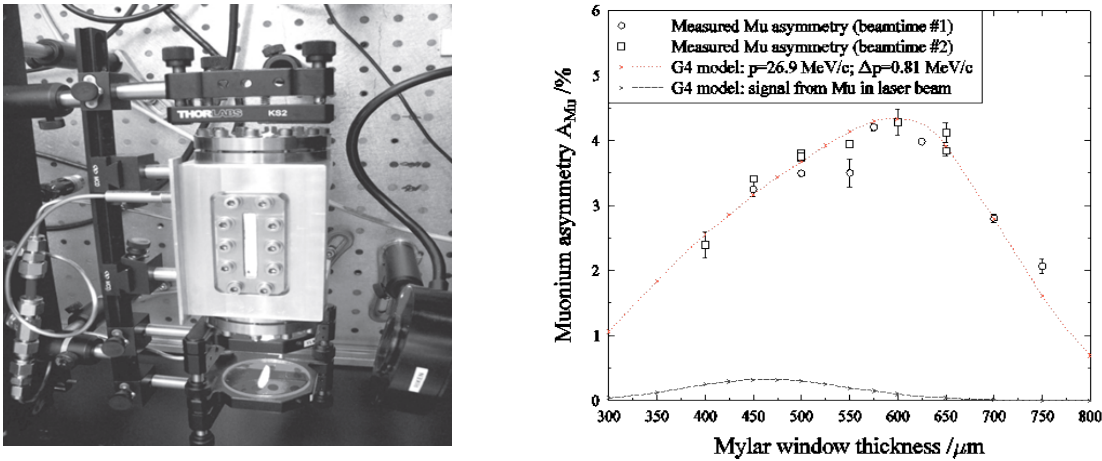 THORLABS KS2
Measured Mu asymmetry (beamtime #1)
Measured Mu asymmetry (beamtime #2)
G4 model: p=26.9 MeV/c; Δp=0.81 MeV/c
G4 model: signal from Mu in laser beam
Muonium asymmetry A_Mu /%
6
5
4
3
2
1
0
300 350 400 450 500 550 600 650 700 750 800
Mylar window thickness /μm